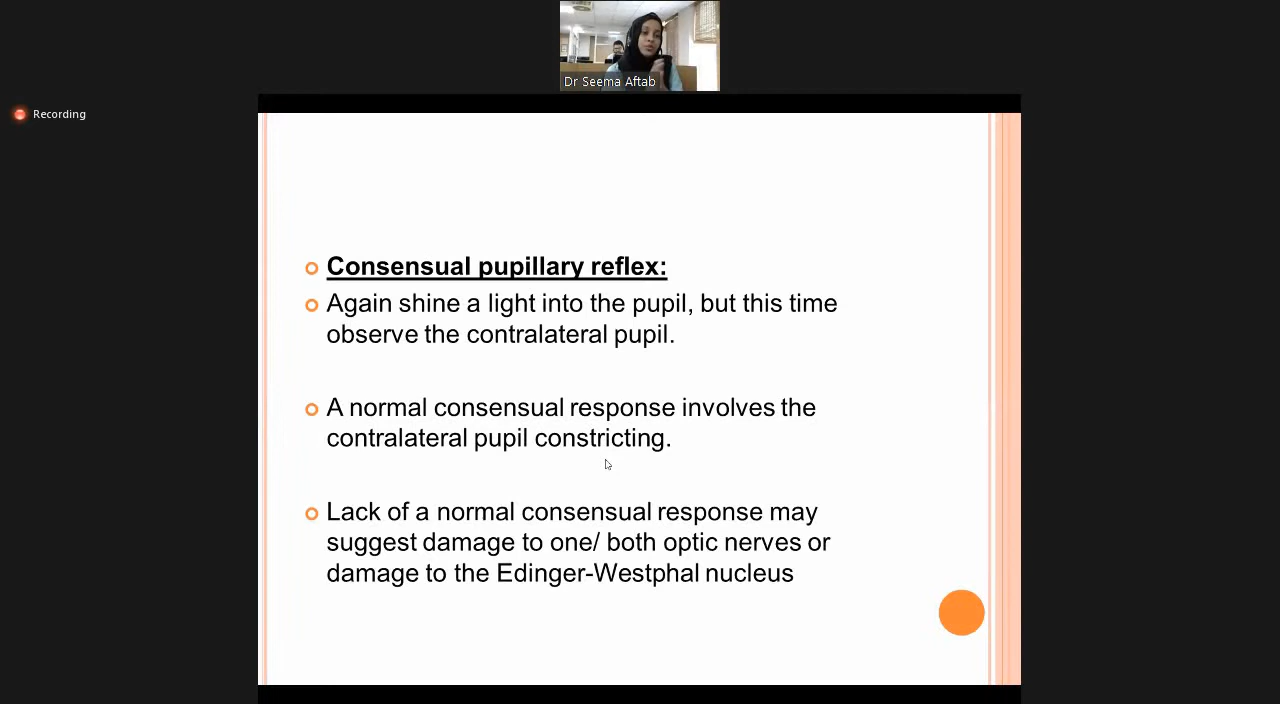 Dr Seema Aftab
Recording
Consensual pupillary reflex:
Again shine a light into the pupil, but this time
observe the contralateral pupil.
A normal consensual response involves the
contralateral pupil constricting.
Lack of a normal consensual response may
suggest damage to one/ both optic nerves or
damage to the Edinger-Westphal nucleus